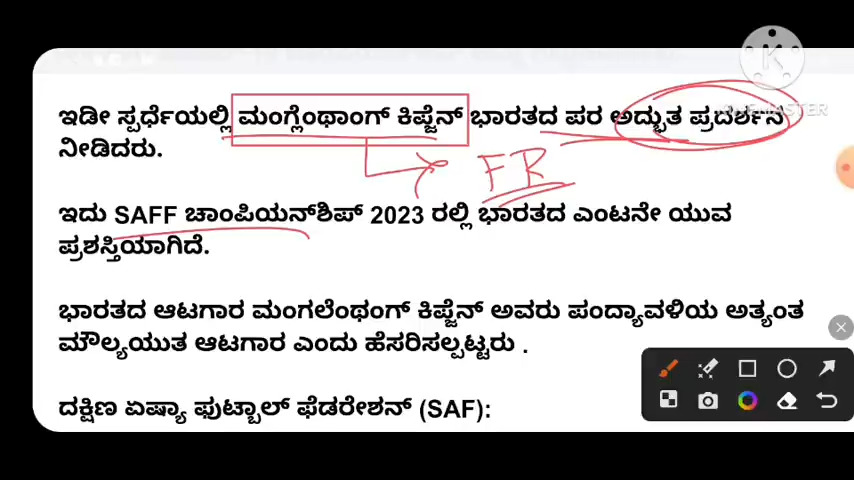 ಇಡೀ ಸ್ಪರ್ಧೆಯಲ್ಲಿ ಮಂಗ್ಲೆಂಥಾಂಗ್ ಕಿಪ್ಜೆನ್ ಭಾರತದ ಪರ ಅದ್ಭುತ ಪ್ರದರ್ಶನ
ನೀಡಿದರು.
FR
ಇದು SAFF ಚಾಂಪಿಯನ್‌ಶಿಪ್ 2023 ರಲ್ಲಿ ಭಾರತದ ಎಂಟನೇ ಯುವ
ಪ್ರಶಸ್ತಿಯಾಗಿದೆ.
ಭಾರತದ ಆಟಗಾರ ಮಂಗಲೆಂಥಂಗ್ ಕಿಪ್ಜೆನ್ ಅವರು ಪಂದ್ಯಾವಳಿಯ ಅತ್ಯಂತ
ಮೌಲ್ಯಯುತ ಆಟಗಾರ ಎಂದು ಹೆಸರಿಸಲ್ಪಟ್ಟರು .
ದಕ್ಷಿಣ ಏಷ್ಯಾ ಫುಟ್ಬಾಲ್ ಫೆಡರೇಶನ್ (SAF):